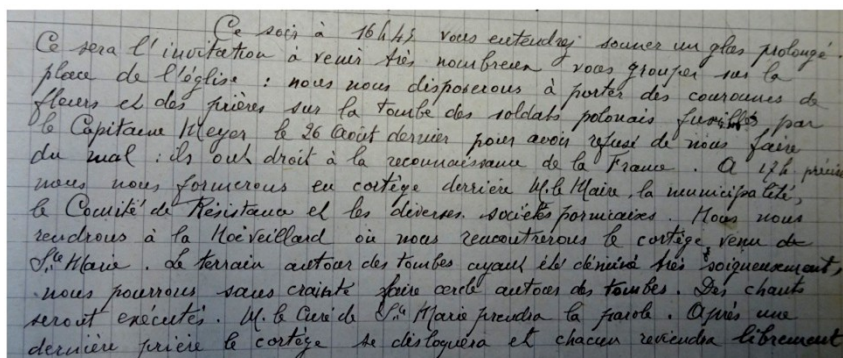 Ce soir à 16h45 vous entendrez sonner un glas prolongé.
Ce sera l'invitation à venir très nombreux vous grouper sur la
place de l'église : nous nous disposerons à porter des couronnes de
fleurs et des prières sur la tombe des soldats polonais fusillés par
le Capitaine Meyer le 26 Août dernier pour avoir refusé de nous faire
du mal : ils ont droit à la reconnaissance de la France. A 17h précises
nous nous formerons en cortège derrière M. le Maire, la municipalité,
le Comité de Résistance et les diverses sociétés pornicaises. Nous nous
rendrons à la Noëveillard où nous rencontrerons le cortège venu de
Ste Marie. Le terrain autour des tombes ayant été déminé très soigneusement,
nous pourrons sans crainte faire cercle autour des tombes. Des chants
seront exécutés. M. le Curé de Ste Marie prendra la parole. Après une
dernière prière le cortège se disloquera et chacun reviendra librement